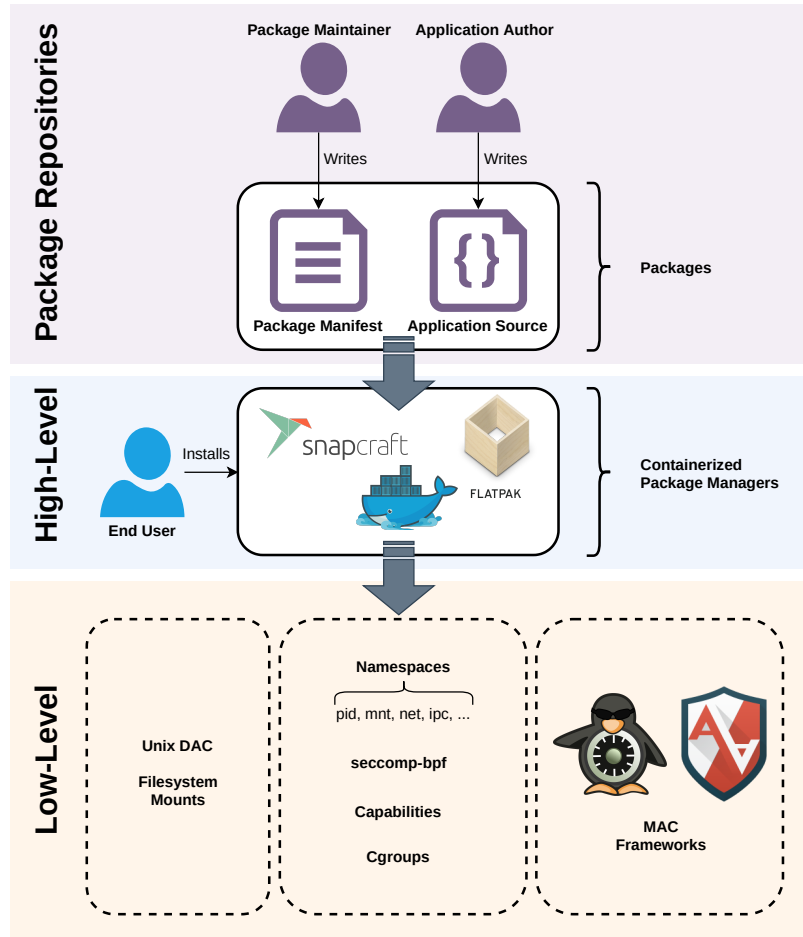 Package Repositories
Package Maintainer
Application Author
Writes
Writes
{}
Package Manifest
Application Source
Packages
High-Level
End User
Installs
snapcraft
FLATPAK
Containerized
Package Managers
Low-Level
Unix DAC
Filesystem
Mounts
Namespaces
pid, mnt, net, ipc, ...
seccomp-bpf
Capabilities
Cgroups
AA
MAC
Frameworks